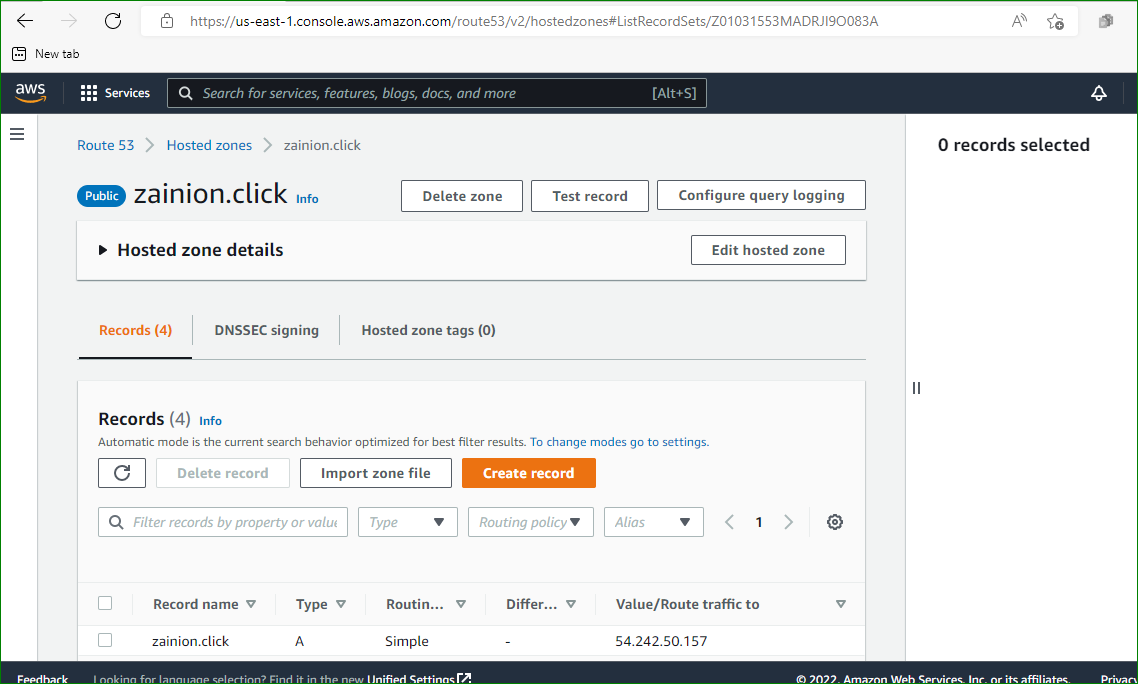 https://us-east-1.console.aws.amazon.com/route53/v2/hostedzones#ListRecordSets/Z01031553MADRJI9O083A
New tab
aws Services Search for services, features, blogs, docs, and more [Alt+S]
Route 53 Hosted zones zainion.click
0 records selected
Public zainion.click Info Delete zone Test record Configure query logging
Hosted zone details Edit hosted zone
Records (4) DNSSEC signing Hosted zone tags (0)
Records (4) Info
Automatic mode is the current search behavior optimized for best filter results. To change modes go to settings.
Delete record Import zone file Create record
Filter records by property or value Type Routing policy Alias 1
Record name Type Routin... Differ... Value/Route traffic to
zainion.click A Simple - 54.242.50.157
Feedback Looking for language selection? Find it in the new Unified Settings © 2022, Amazon Web Services, Inc. or its affiliates. Privacy